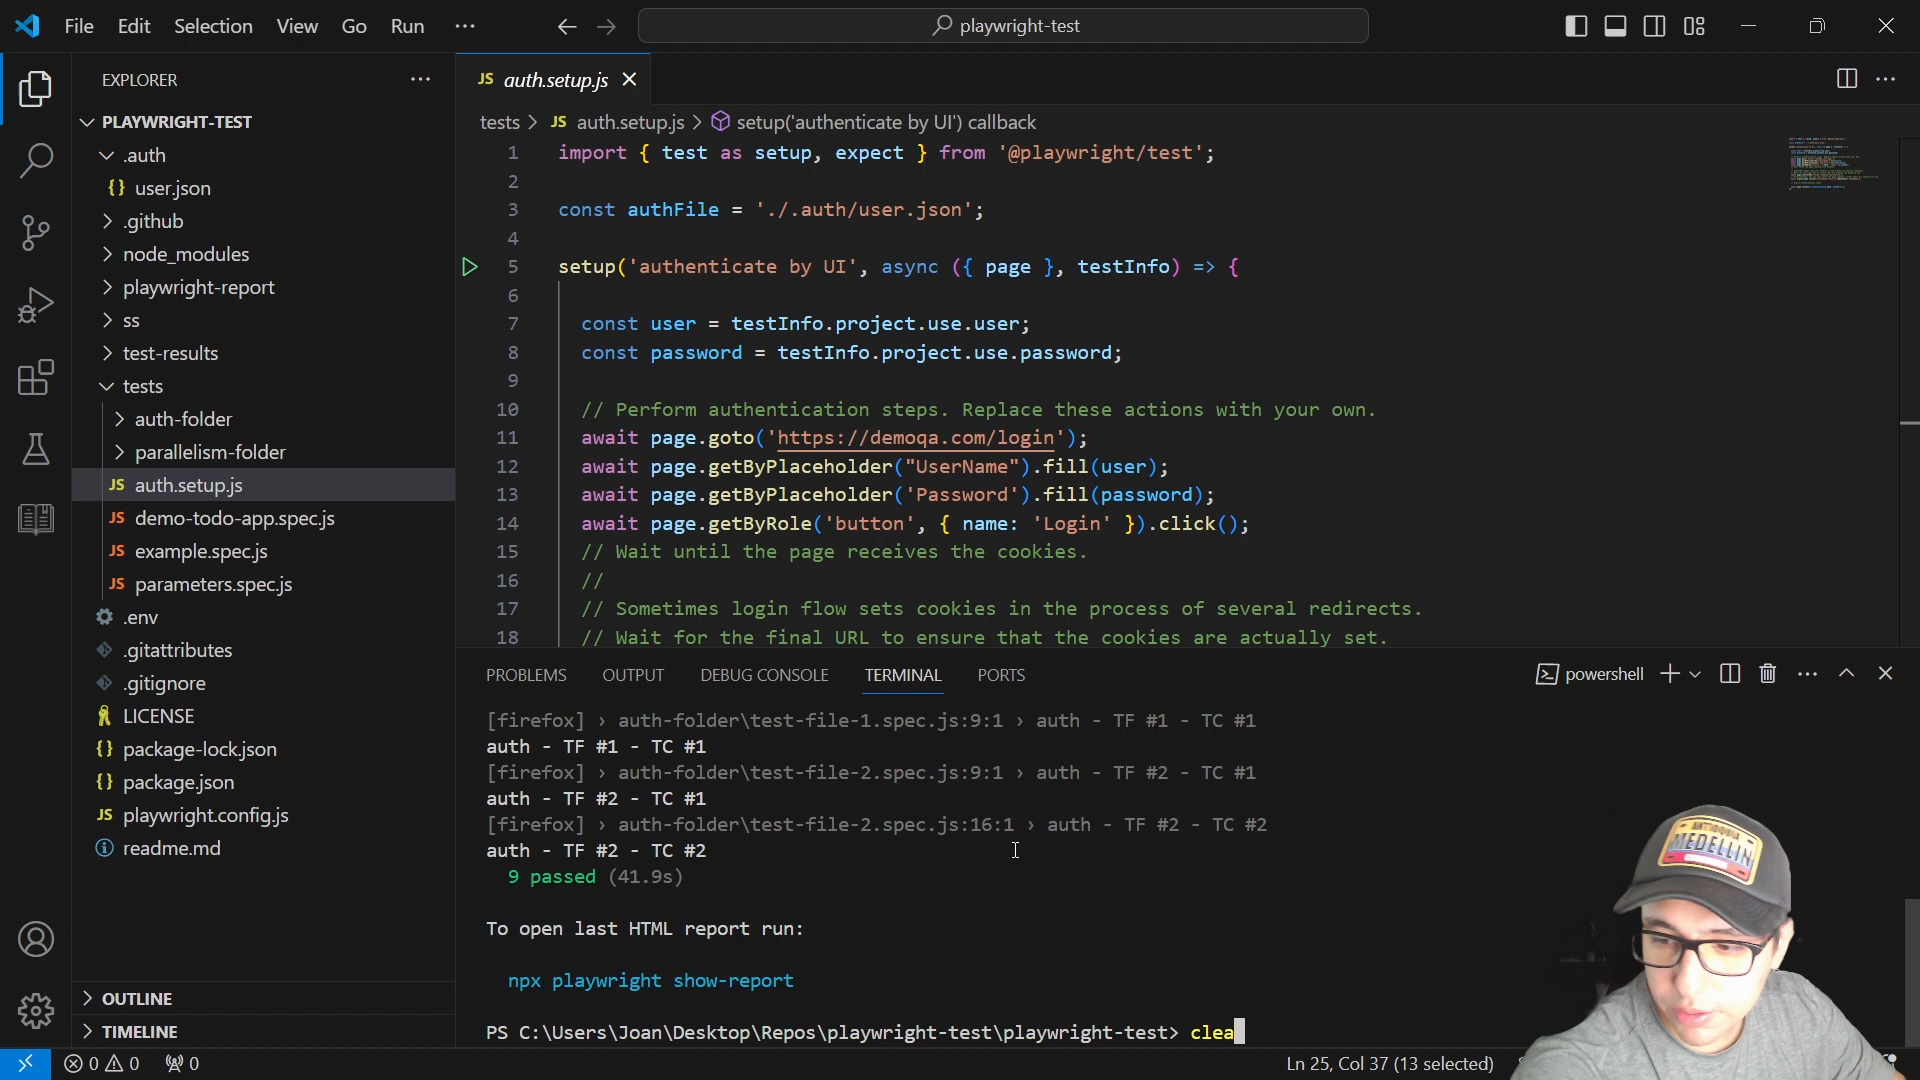 File Edit Selection View Go Run ···
playwright-test
EXPLORER
PLAYWRIGHT-TEST
.auth
{} user.json
.github
node_modules
playwright-report
ss
test-results
tests
auth-folder
parallelism-folder
JS auth.setup.js
JS demo-todo-app.spec.js
JS example.spec.js
JS parameters.spec.js
.env
.gitattributes
.gitignore
LICENSE
{} package-lock.json
{} package.json
JS playwright.config.js
readme.md
OUTLINE
TIMELINE
JS auth.setup.js
tests > JS auth.setup.js > setup('authenticate by UI') callback
1 import { test as setup, expect } from '@playwright/test';
2
3 const authFile = './.auth/user.json';
4
5 setup('authenticate by UI', async ({ page }, testInfo) => {
6
7 const user = testInfo.project.use.user;
8 const password = testInfo.project.use.password;
9
10 // Perform authentication steps. Replace these actions with your own.
11 await page.goto('https://demoqa.com/login');
12 await page.getByPlaceholder("UserName").fill(user);
13 await page.getByPlaceholder('Password').fill(password);
14 await page.getByRole('button', { name: 'Login' }).click();
15 // Wait until the page receives the cookies.
16 //
17 // Sometimes login flow sets cookies in the process of several redirects.
18 // Wait for the final URL to ensure that the cookies are actually set.
PROBLEMS OUTPUT DEBUG CONSOLE TERMINAL PORTS
powershell
[firefox] › auth-folder\test-file-1.spec.js:9:1 › auth - TF #1 - TC #1
auth - TF #1 - TC #1
[firefox] › auth-folder\test-file-2.spec.js:9:1 › auth - TF #2 - TC #1
auth - TF #2 - TC #1
[firefox] › auth-folder\test-file-2.spec.js:16:1 › auth - TF #2 - TC #2
auth - TF #2 - TC #2
9 passed (41.9s)
To open last HTML report run:
npx playwright show-report
PS C:\Users\Joan\Desktop\Repos\playwright-test\playwright-test> clea
MEDELLIN
0 0 0
Ln 25, Col 37 (13 selected)